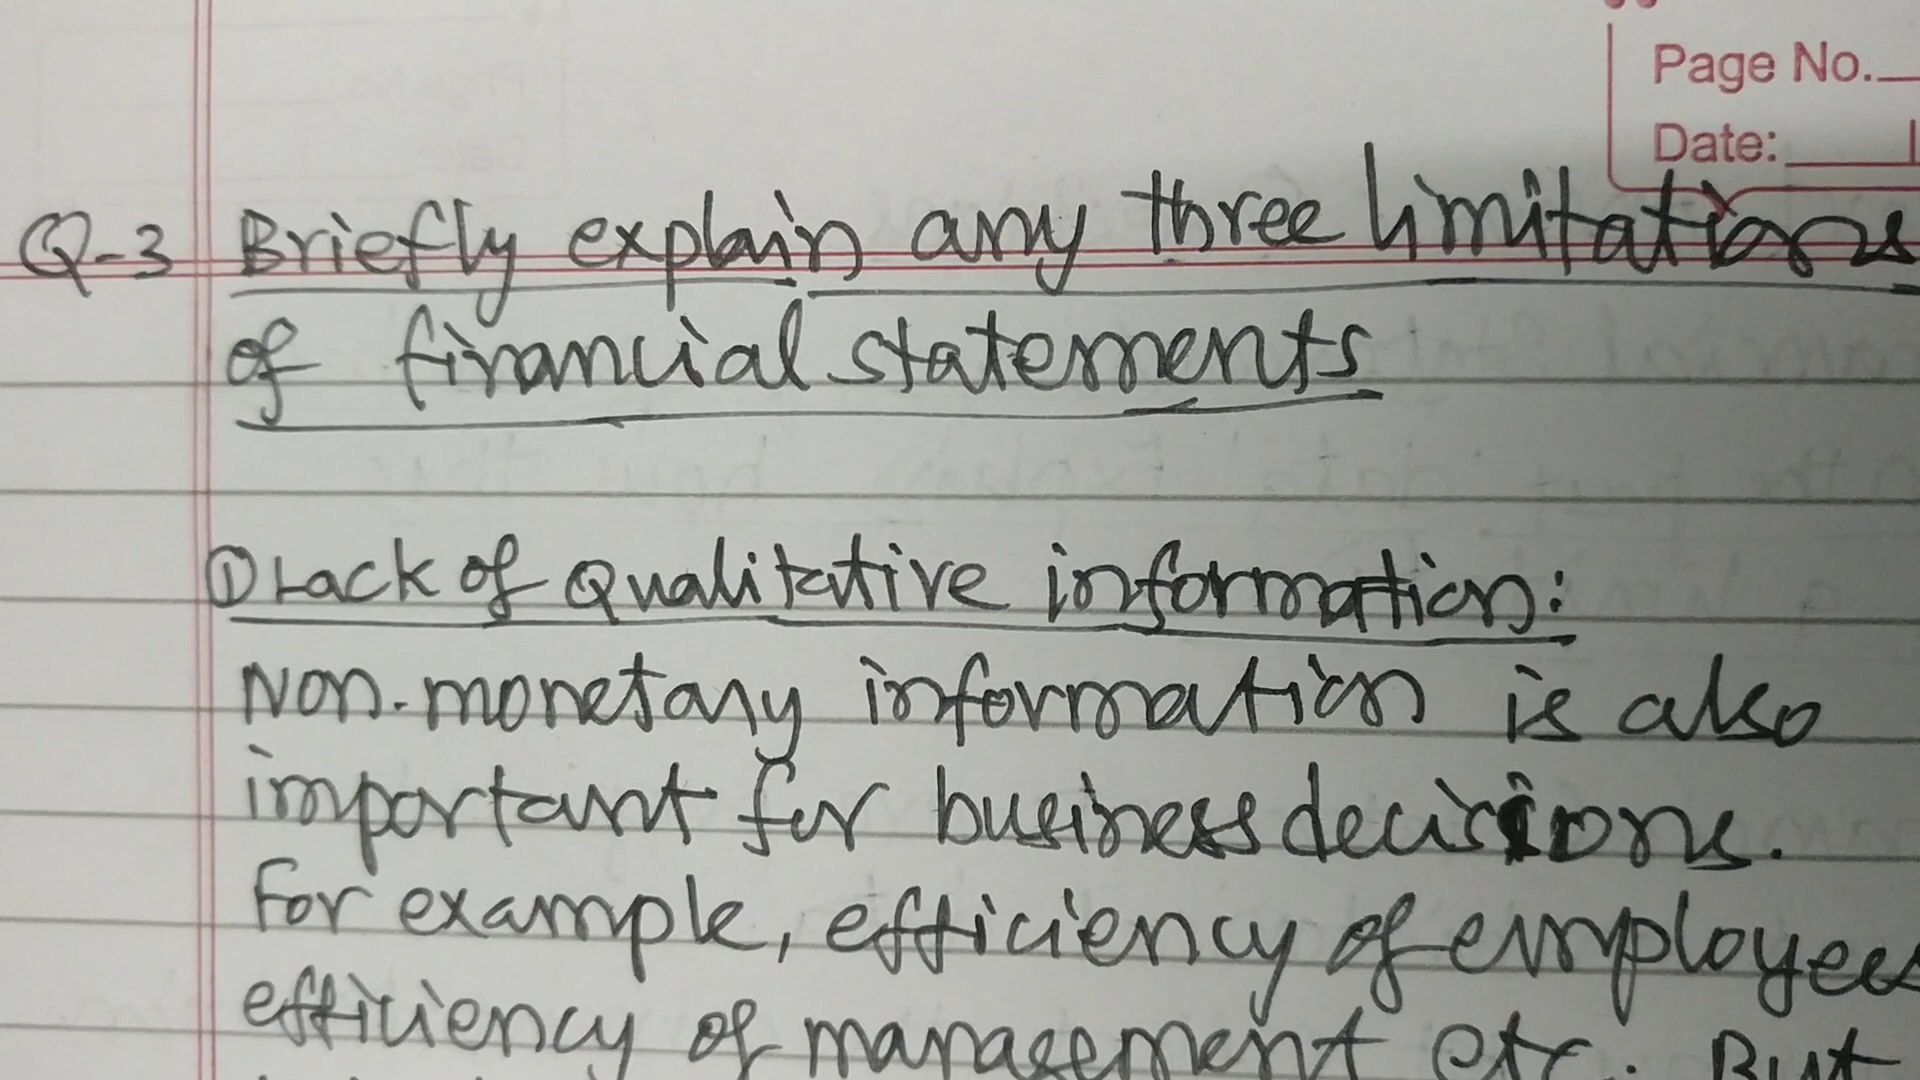 Page No.
Date:
Q-3 Briefly explain any three limitations
of financial statements
① Lack of Qualitative information:
Non-monetary information is also
important for business decisions.
For example, efficiency of employees
efficiency of management etc. But